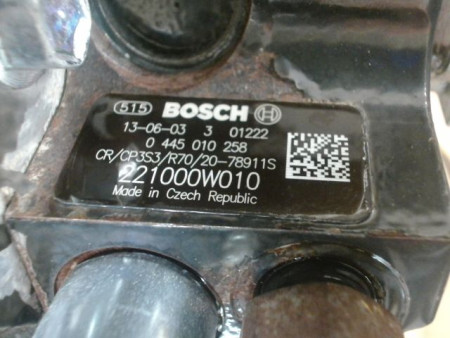 515 BOSCH
13-06-03 3 01222
0 445 010 258
CR/CP3S3/R70/20-78911S
221000W010
Made in Czech Republic